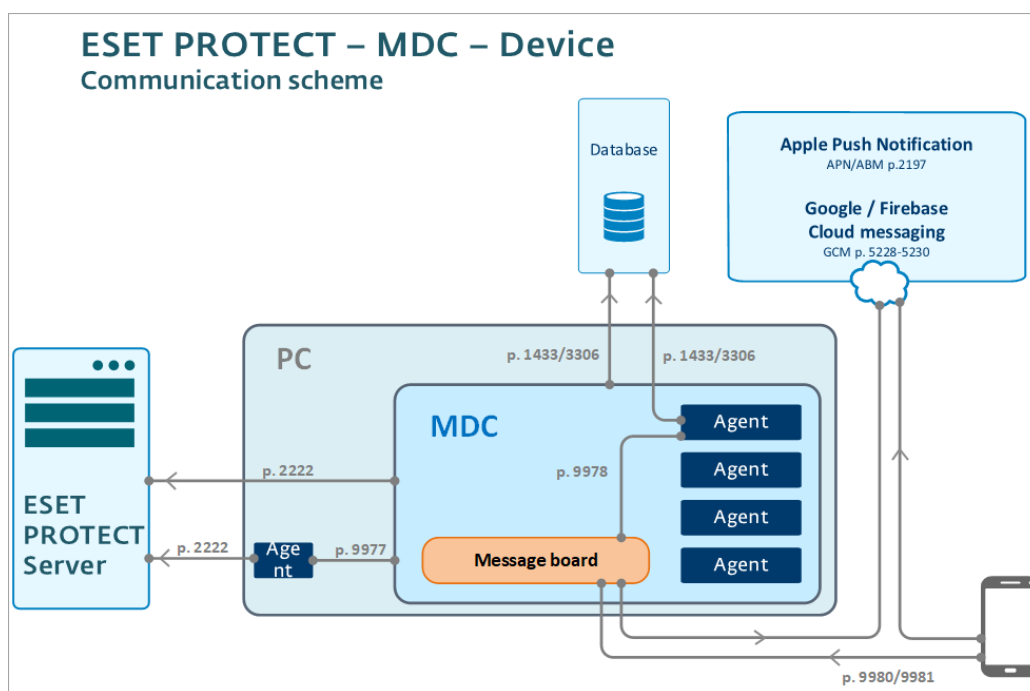 ESET PROTECT – MDC – Device
Communication scheme
Database
Apple Push Notification
APN/ABM p.2197
Google / Firebase
Cloud messaging
GCM p. 5228-5230
PC
p. 1433/3306
p. 1433/3306
MDC
Agent
p. 9978
Agent
Agent
Agent
Message board
p. 2222
p. 2222
Age
nt
p. 9977
ESET
PROTECT
Server
p. 9980/9981